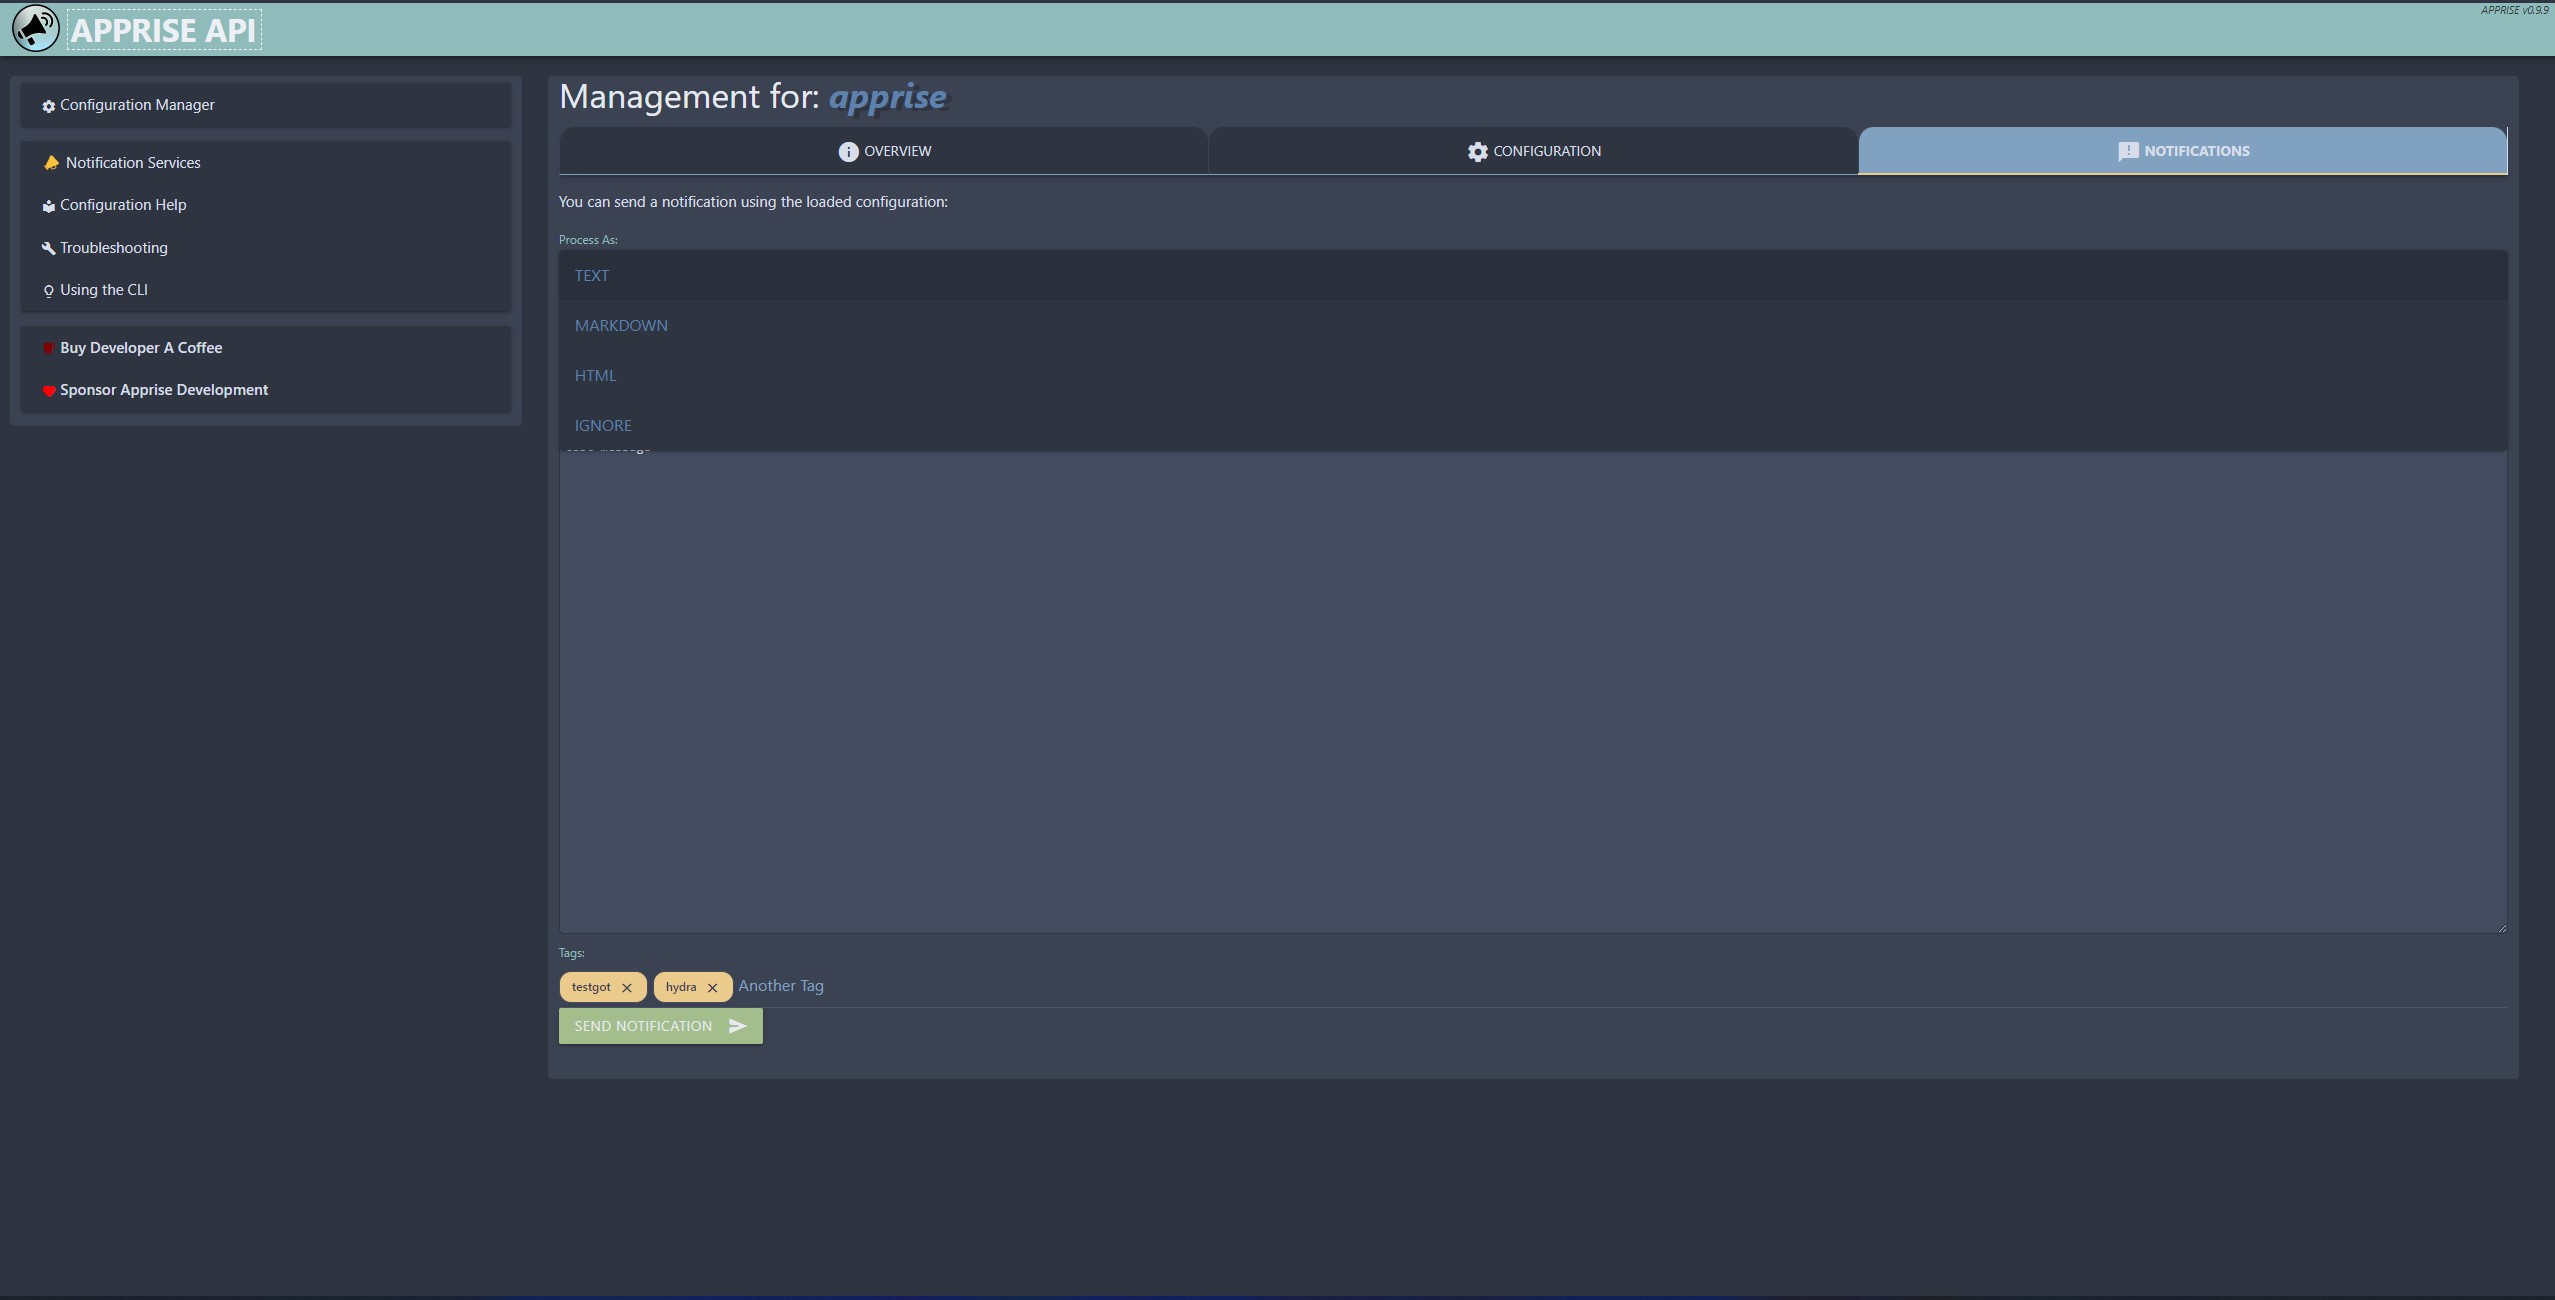 APPRISE API
APPRISE v0.9.9
Configuration Manager
Notification Services
Configuration Help
Troubleshooting
Using the CLI
Buy Developer A Coffee
Sponsor Apprise Development
Management for: apprise
OVERVIEW
CONFIGURATION
NOTIFICATIONS
You can send a notification using the loaded configuration:
Process As:
TEXT
MARKDOWN
HTML
IGNORE
Tags:
testgot
hydra
Another Tag
SEND NOTIFICATION